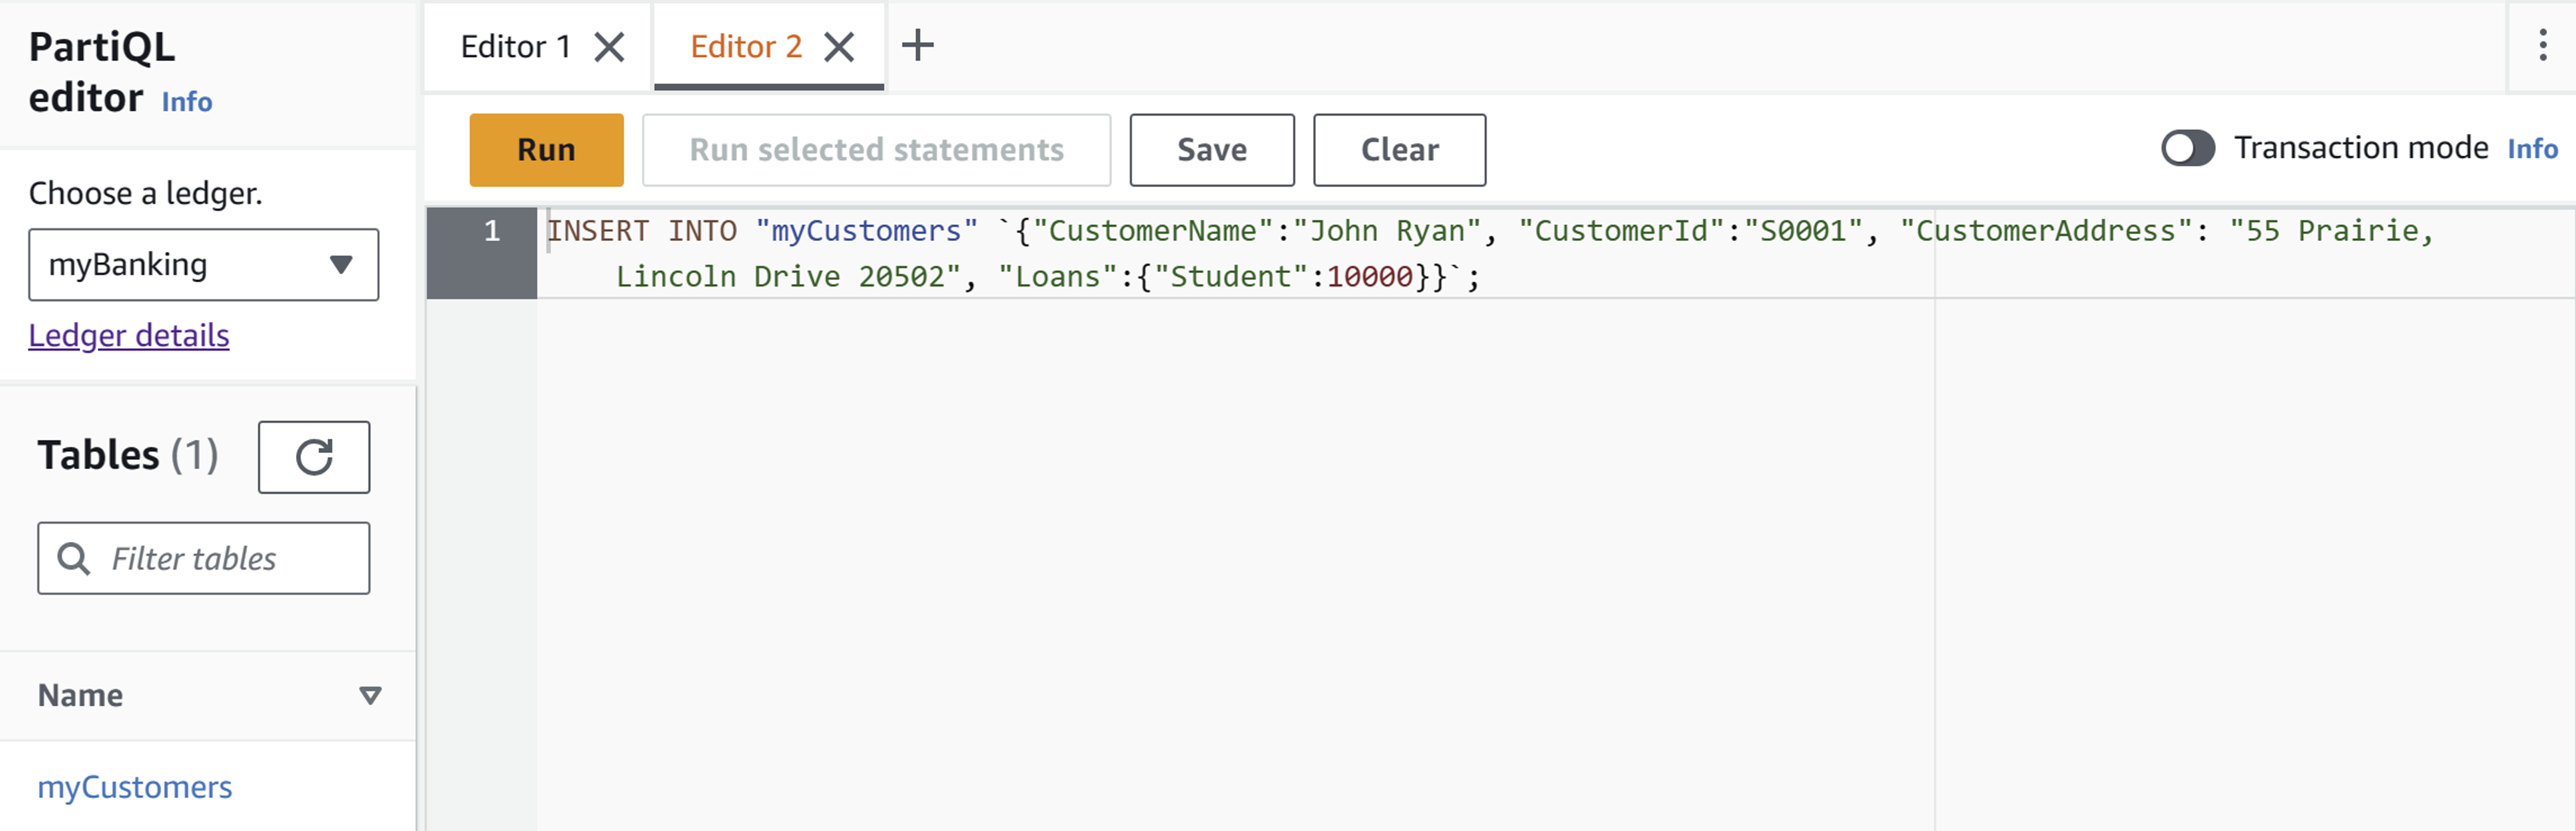 PartiQL
editor Info
Choose a ledger.
myBanking
Ledger details
Tables (1)
Filter tables
Name
myCustomers
Editor 1
Editor 2
Run
Run selected statements
Save
Clear
Transaction mode Info
1
INSERT INTO "myCustomers" `{"CustomerName":"John Ryan", "CustomerId":"S0001", "CustomerAddress": "55 Prairie,
Lincoln Drive 20502", "Loans":{"Student":10000}}`;